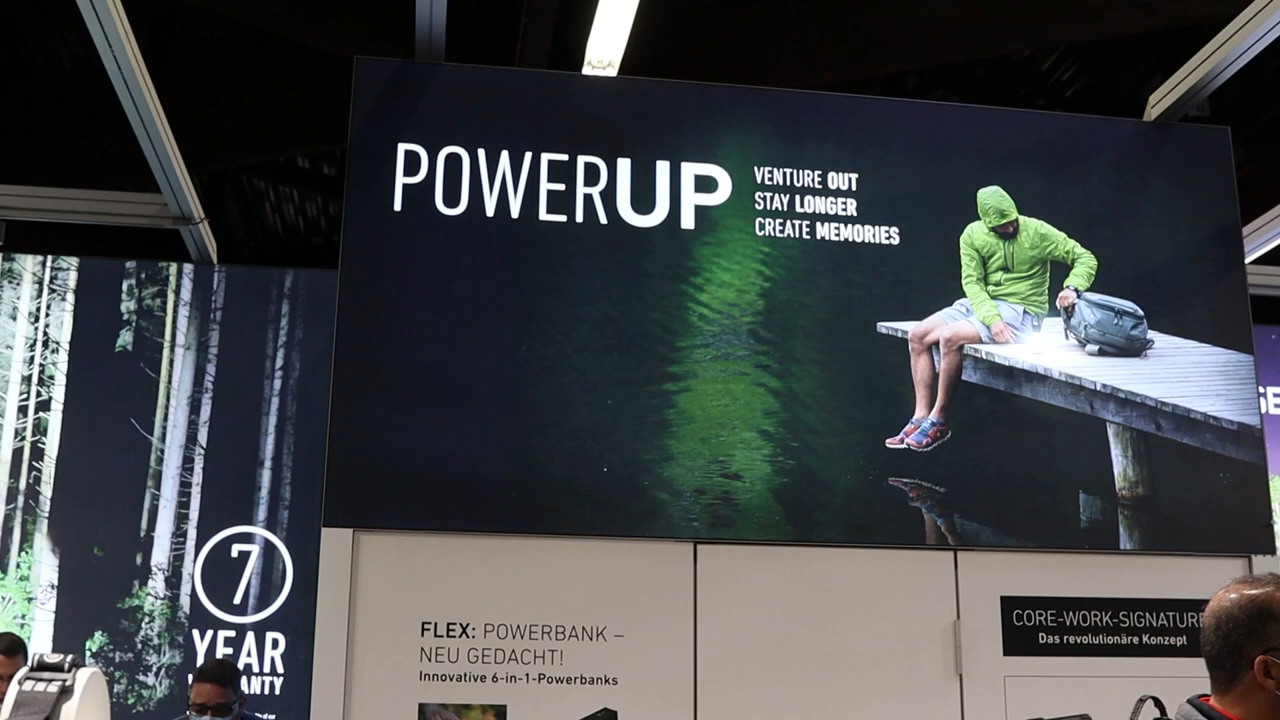 POWERUP
VENTURE OUT
STAY LONGER
CREATE MEMORIES
7
YEAR
FLEX: POWERBANK –
NEU GEDACHT!
Innovative 6-in-1-Powerbanks
CORE-WORK-SIGNATURE
Das revolutionäre Konzept